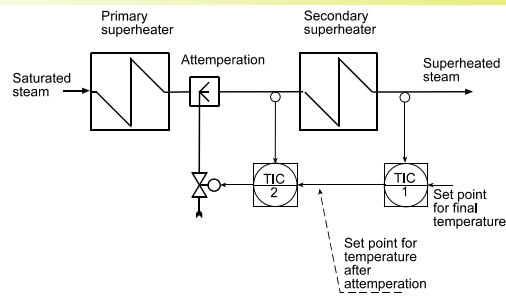 Primary
superheater
Secondary
superheater
Attemperation
Saturated
steam
Superheated
steam
TIC
2
TIC
1
Set point
for final
temperature
Set point for
temperature
after
attemperation